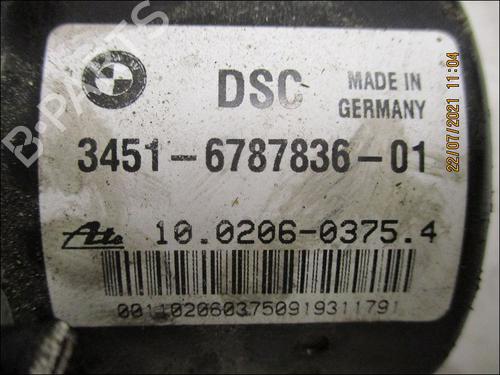 BMW
DSC
MADE IN
GERMANY
3451-6787836-01
Ate 10.0206-0375.4
0011020603750919311791
B-PARTS
22/07/2021 11:04